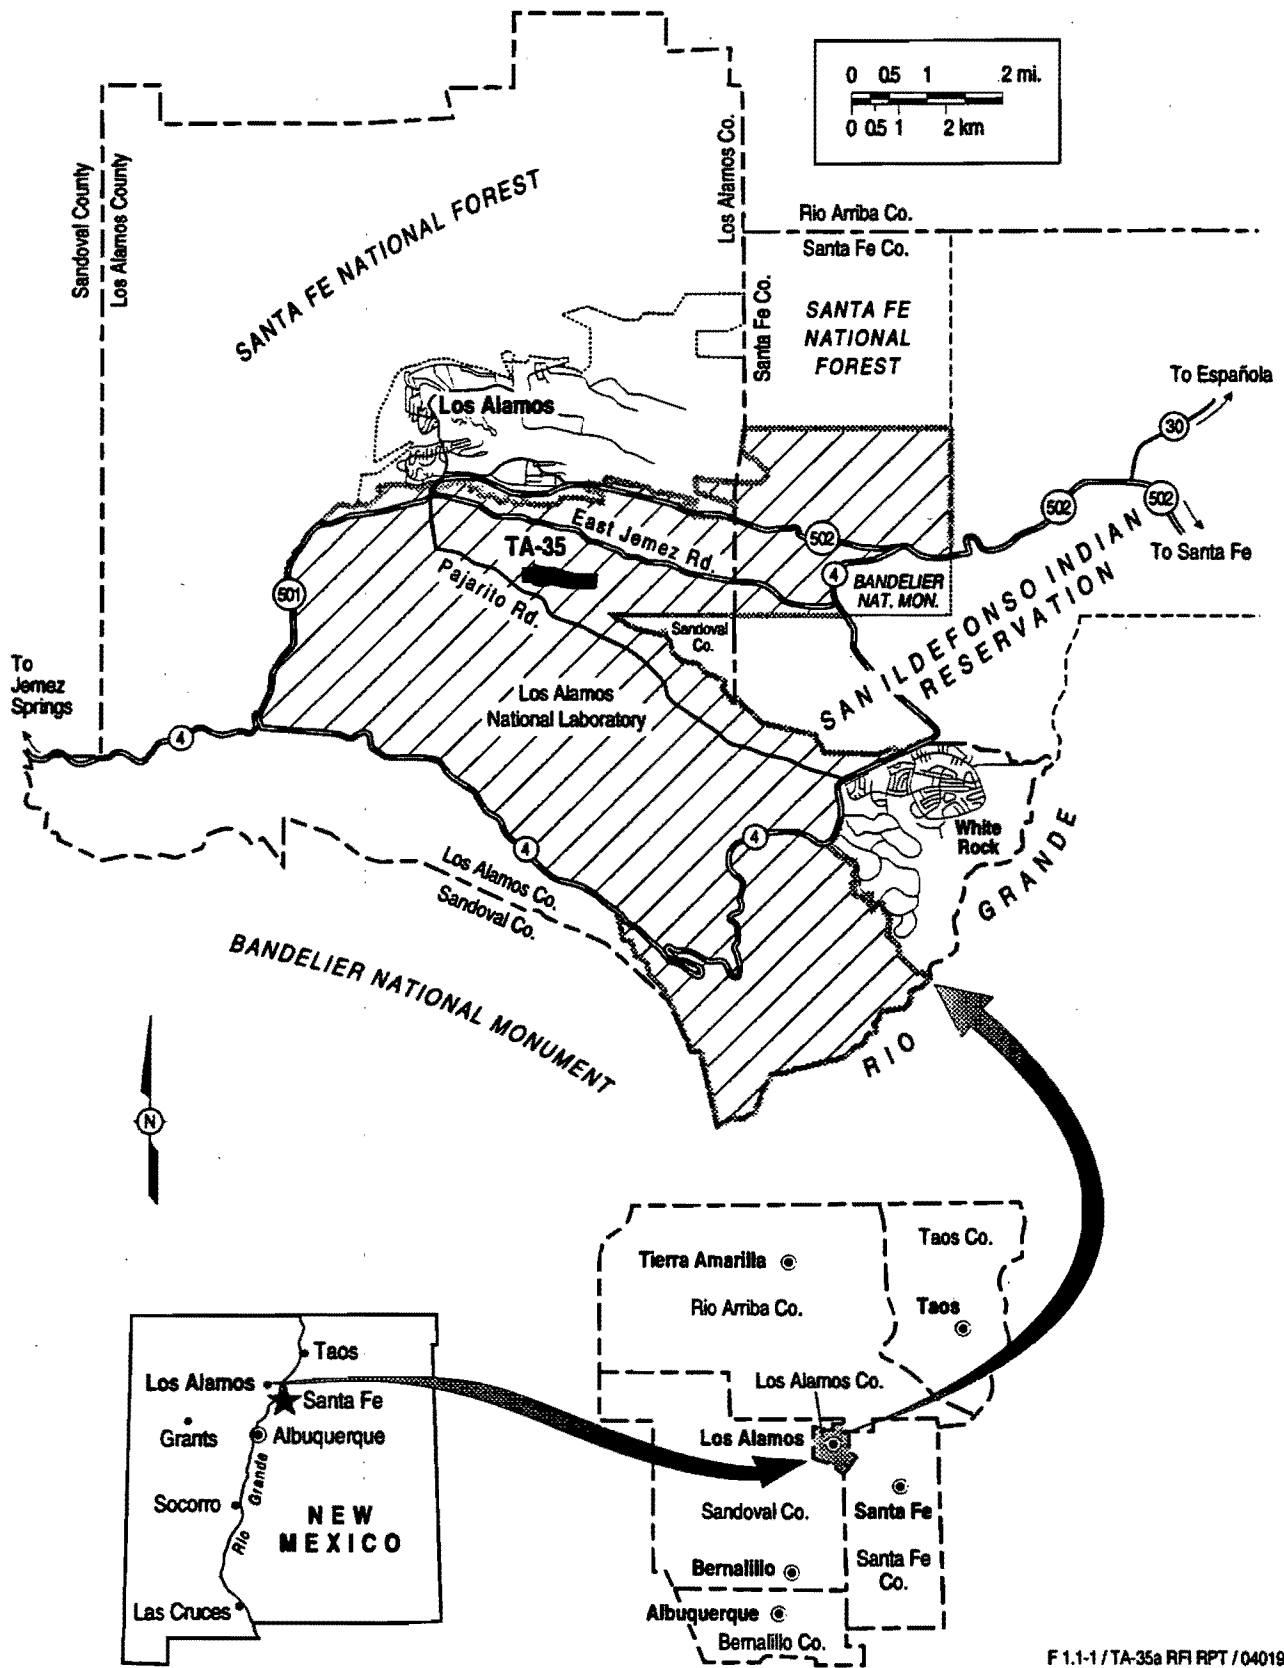 0 0.5 1 2 mi.
0 0.5 1 2 km
Sandoval County
Los Alamos County
Los Alamos Co.
Santa Fe Co.
Rio Arriba Co.
Santa Fe Co.
SANTA FE NATIONAL FOREST
SANTA FE
NATIONAL
FOREST
To Española
30
Los Alamos
502
502
To Santa Fe
East Jemez Rd.
502
TA-35
4
BANDELIER
NAT. MON.
Pajarito Rd.
501
Sandoval
Co.
SAN ILDEFONSO INDIAN
RESERVATION
To
Jemez
Springs
Los Alamos
National Laboratory
4
White
Rock
4
4
Los Alamos Co.
Sandoval Co.
RIO GRANDE
BANDELIER NATIONAL MONUMENT
N
Taos Co.
Tierra Amarilla
Rio Arriba Co.
Taos
Los Alamos Co.
Los Alamos
Sandoval Co.
Santa Fe
Santa Fe
Co.
Bernalillo
Albuquerque
Bernalillo Co.
Taos
Los Alamos
Santa Fe
Grants
Albuquerque
Rio Grande
Socorro
NEW
MEXICO
Las Cruces
F 1.1-1 / TA-35a RFI RPT / 04019